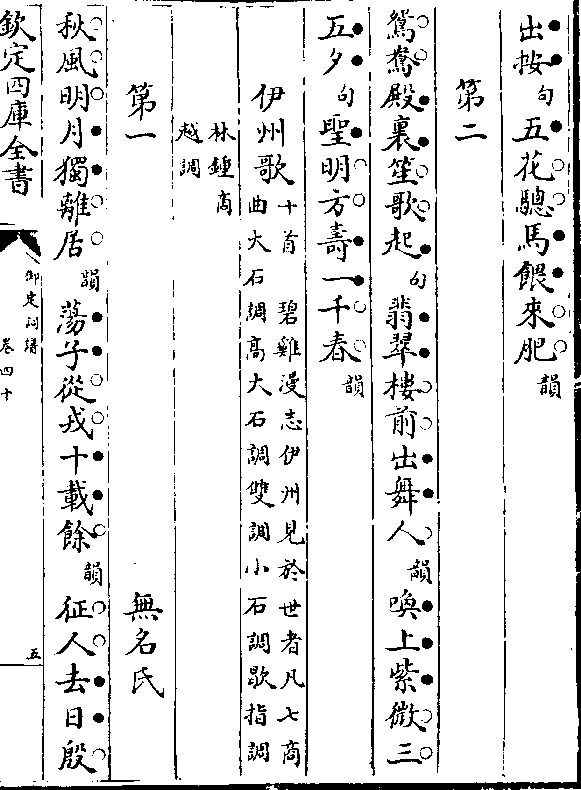 出按句五花驄馬餵來肥韻
第二
鴛鴦殿裏笙歌起句翡翠樓前出舞人韻喚上紫微三
五夕句聖明方壽一千春韻
伊州歌十首 碧雞漫志伊州見於世者凡七商
曲大石調髙大石調雙調小石調歇指調
林鍾商
越調
第一 無名氏
秋風明月獨離居韻蕩子從戎十載餘韻征人去日殷
欽定四庫全書
御定詞譜
卷四十
五